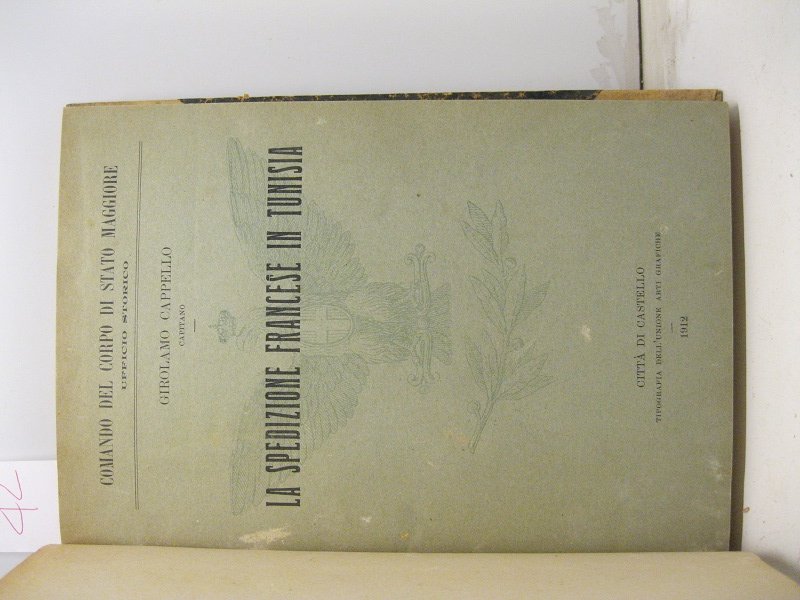 COMANDO DEL CORPO DI STATO MAGGIORE
UFFICIO STORICO
GIROLAMO CAPPELLO
CAPITANO
LA SPEDIZIONE FRANCESE IN TUNISIA
CITTÀ DI CASTELLO
TIPOGRAFIA DELL'UNIONE ARTI GRAFICHE
1912